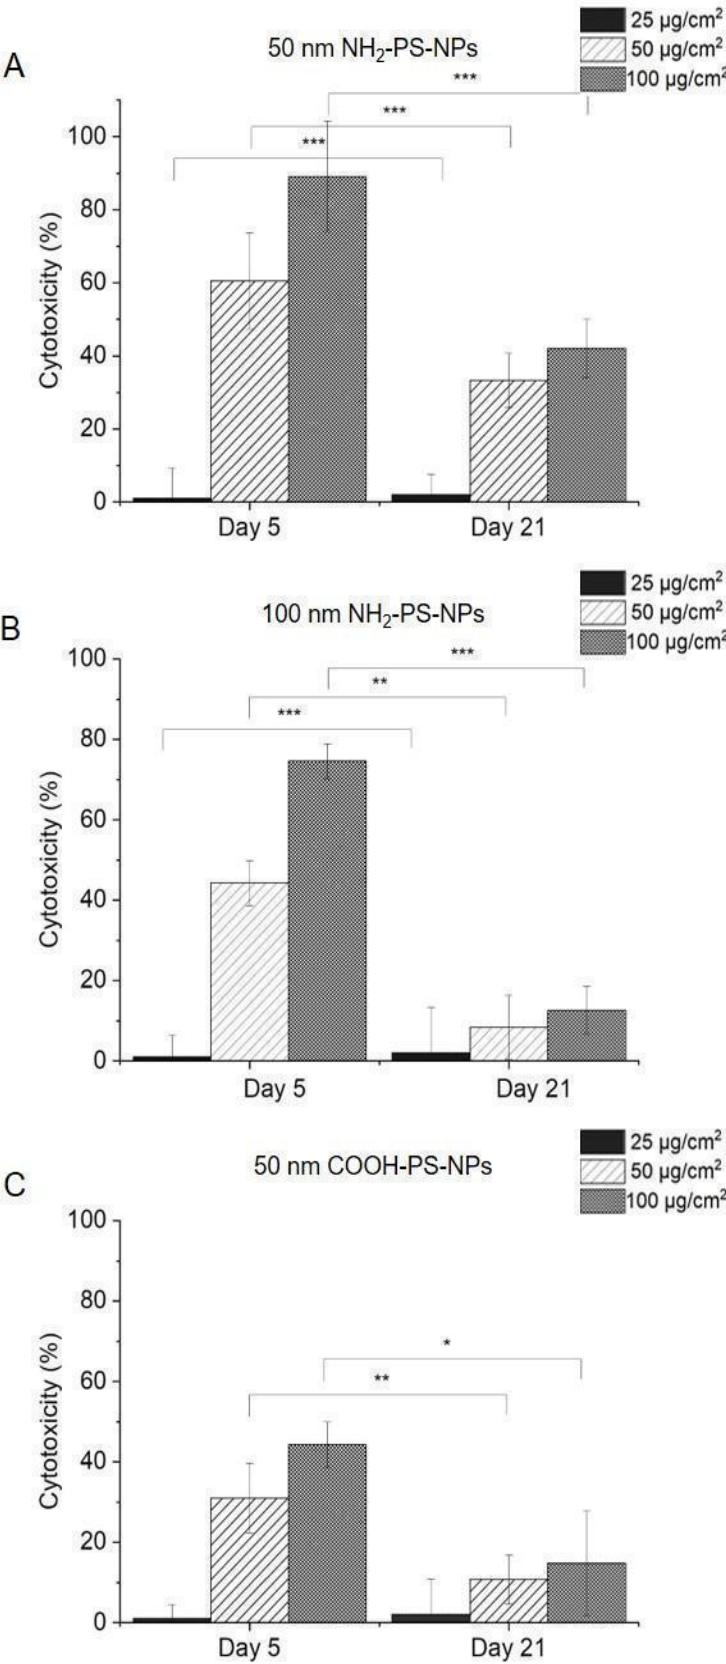 A
50 nm NH₂-PS-NPs
25 µg/cm²
50 µg/cm²
100 µg/cm²
***
***
***
100
80
60
40
20
0
Cytotoxicity (%)
Day 5 Day 21
B
100 nm NH₂-PS-NPs
25 µg/cm²
50 µg/cm²
100 µg/cm²
***
**
***
100
80
60
40
20
0
Cytotoxicity (%)
Day 5 Day 21
C
50 nm COOH-PS-NPs
25 µg/cm²
50 µg/cm²
100 µg/cm²
*
**
100
80
60
40
20
0
Cytotoxicity (%)
Day 5 Day 21